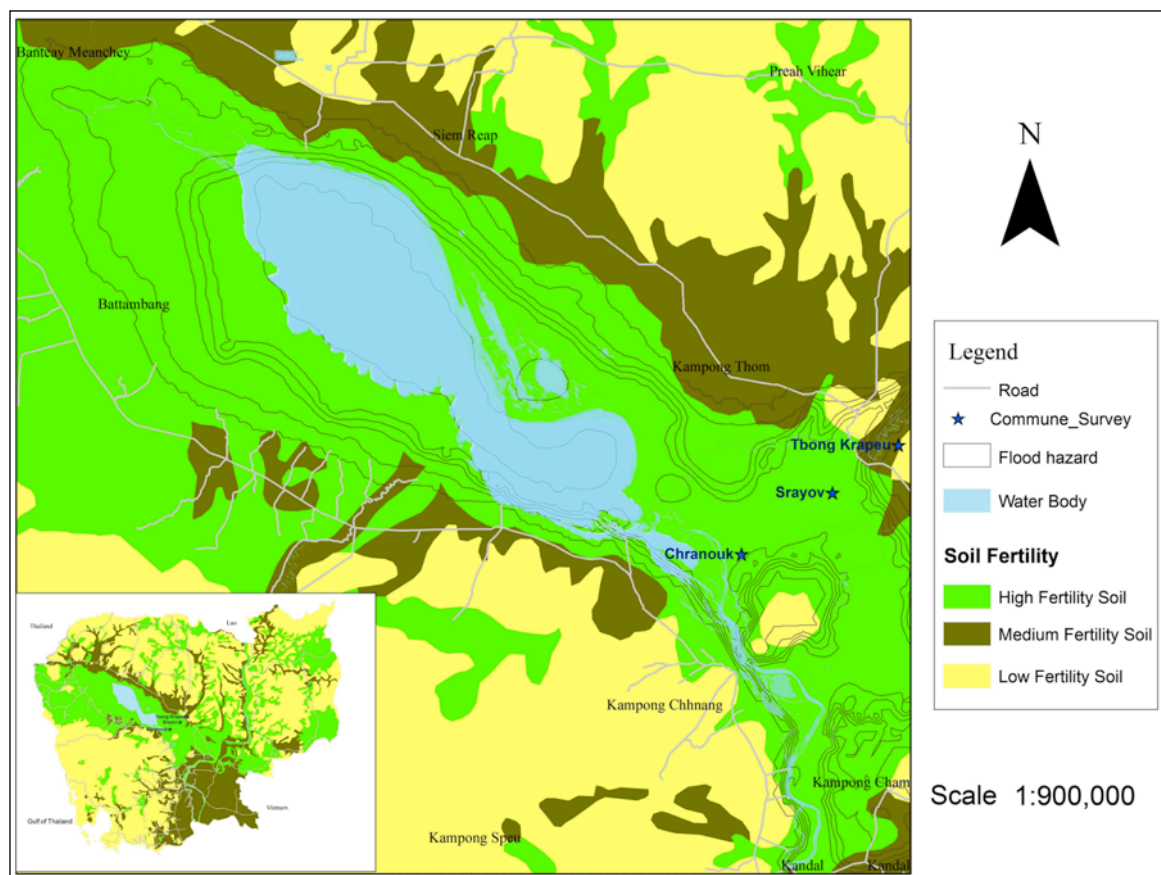 Banteay Meanchey
Preah Vihear
Siem Reap
Battambang
Kampong Thom
Tbong Krapeu
Srayov
Chranouk
Kampong Chhnang
Kampong Cham
Kampong Speu
Kandal
Kandal
Thailand
Lao
Vietnam
Gulf of Thailand
N
Legend
Road
Commune_Survey
Flood hazard
Water Body
Soil Fertility
High Fertility Soil
Medium Fertility Soil
Low Fertility Soil
Scale 1:900,000